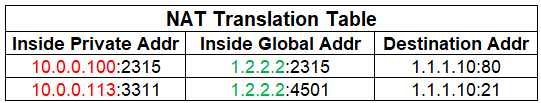 NAT Translation Table
Inside Private Addr Inside Global Addr Destination Addr
10.0.0.100:2315 1.2.2.2:2315 1.1.1.10:80
10.0.0.113:3311 1.2.2.2:4501 1.1.1.10:21